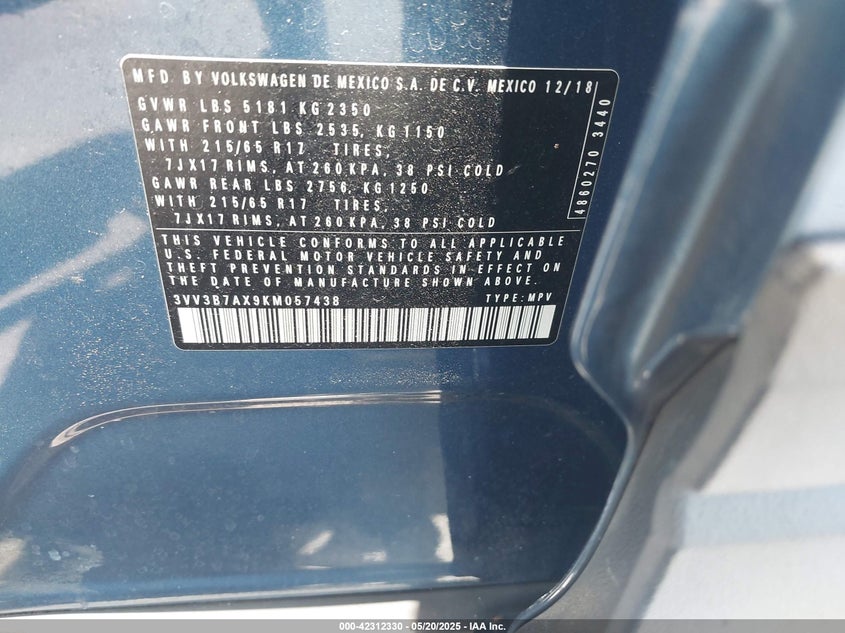 MFD. BY VOLKSWAGEN DE MEXICO S.A. DE C.V. MEXICO 12/18
GVWR LBS 5181 KG 2350
GAWR FRONT LBS 2535, KG 1150
WITH 215/65 R17 TIRES,
7JX17 RIMS, AT 260 KPA, 38 PSI COLD
GAWR REAR LBS 2756, KG 1250
WITH 215/65 R17 TIRES,
7JX17 RIMS, AT 260 KPA, 38 PSI COLD
4860270 3440
THIS VEHICLE CONFORMS TO ALL APPLICABLE
U.S. FEDERAL MOTOR VEHICLE SAFETY AND
THEFT PREVENTION STANDARDS IN EFFECT ON
THE DATE OF MANUFACTURE SHOWN ABOVE.
3VV3B7AX9KM057438 TYPE: MPV
000-42312330 - 05/20/2025 - IAA Inc.